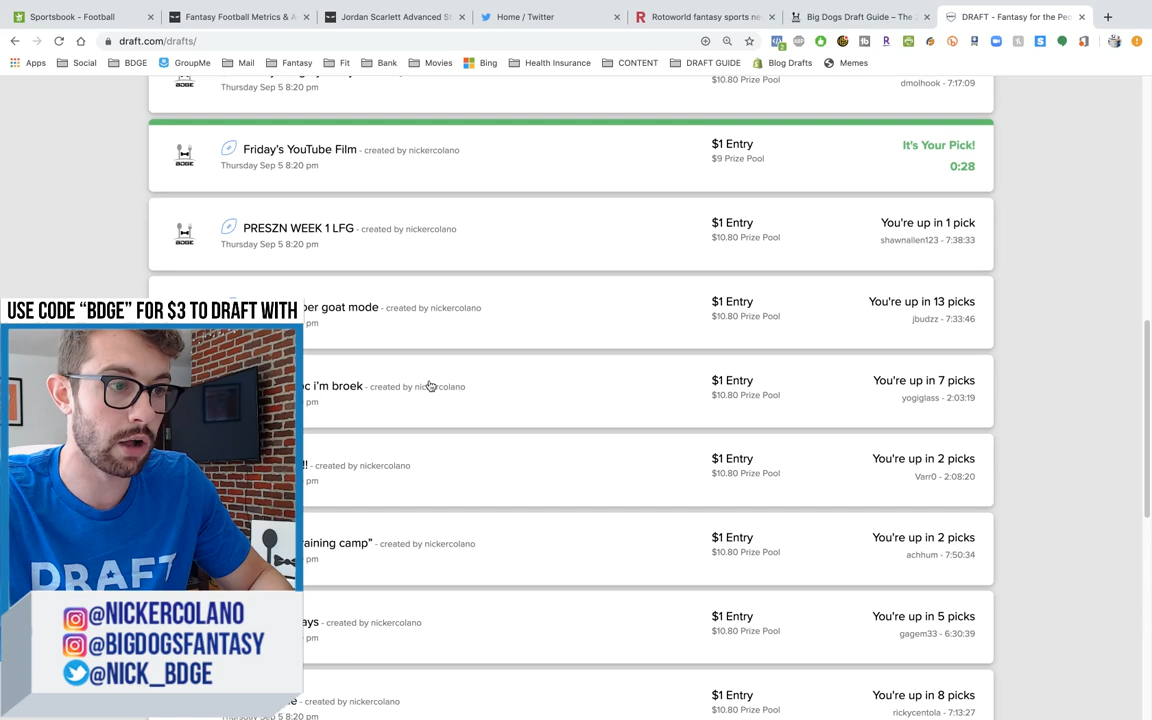 Sportsbook - Football
Fantasy Football Metrics & A
Jordan Scarlett Advanced St
Home / Twitter
Rotoworld fantasy sports ne
Big Dogs Draft Guide – The 2
DRAFT - Fantasy for the Peo
draft.com/drafts/
Apps Social BDGE GroupMe Mail Fantasy Fit Bank Movies Bing Health Insurance CONTENT DRAFT GUIDE Blog Drafts Memes
BDGE Thursday Sep 5 8:20 pm $10.80 Prize Pool dmolhook - 7:17:09
Friday's YouTube Film - created by nickercolano $1 Entry It's Your Pick!
BDGE Thursday Sep 5 8:20 pm $9 Prize Pool 0:28
PRESZN WEEK 1 LFG - created by nickercolano $1 Entry You're up in 1 pick
BDGE Thursday Sep 5 8:20 pm $10.80 Prize Pool shawnallen123 - 7:38:33
per goat mode - created by nickercolano $1 Entry You're up in 13 picks
pm $10.80 Prize Pool jbudzz - 7:33:46
i'm broek - created by nickercolano $1 Entry You're up in 7 picks
pm $10.80 Prize Pool yogiglass - 2:03:19
!! - created by nickercolano $1 Entry You're up in 2 picks
pm $10.80 Prize Pool Varr0 - 2:08:20
raining camp" - created by nickercolano $1 Entry You're up in 2 picks
pm $10.80 Prize Pool achhum - 7:50:34
ays - created by nickercolano $1 Entry You're up in 5 picks
pm $10.80 Prize Pool gagem33 - 6:30:39
- created by nickercolano $1 Entry You're up in 8 picks
Sep 5 8:20 pm $10.80 Prize Pool rickycentola - 7:13:27
USE CODE "BDGE" FOR $3 TO DRAFT WITH
DRAFT
@NICKERCOLANO
@BIGDOGSFANTASY
@NICK_BDGE